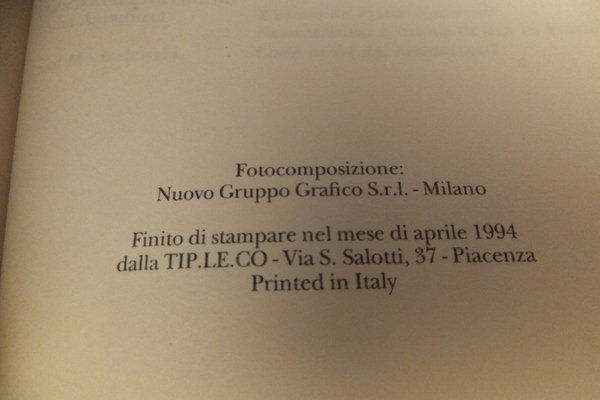 Fotocomposizione:
Nuovo Gruppo Grafico S.r.l. - Milano
Finito di stampare nel mese di aprile 1994
dalla TIP.LE.CO - Via S. Salotti, 37 - Piacenza
Printed in Italy